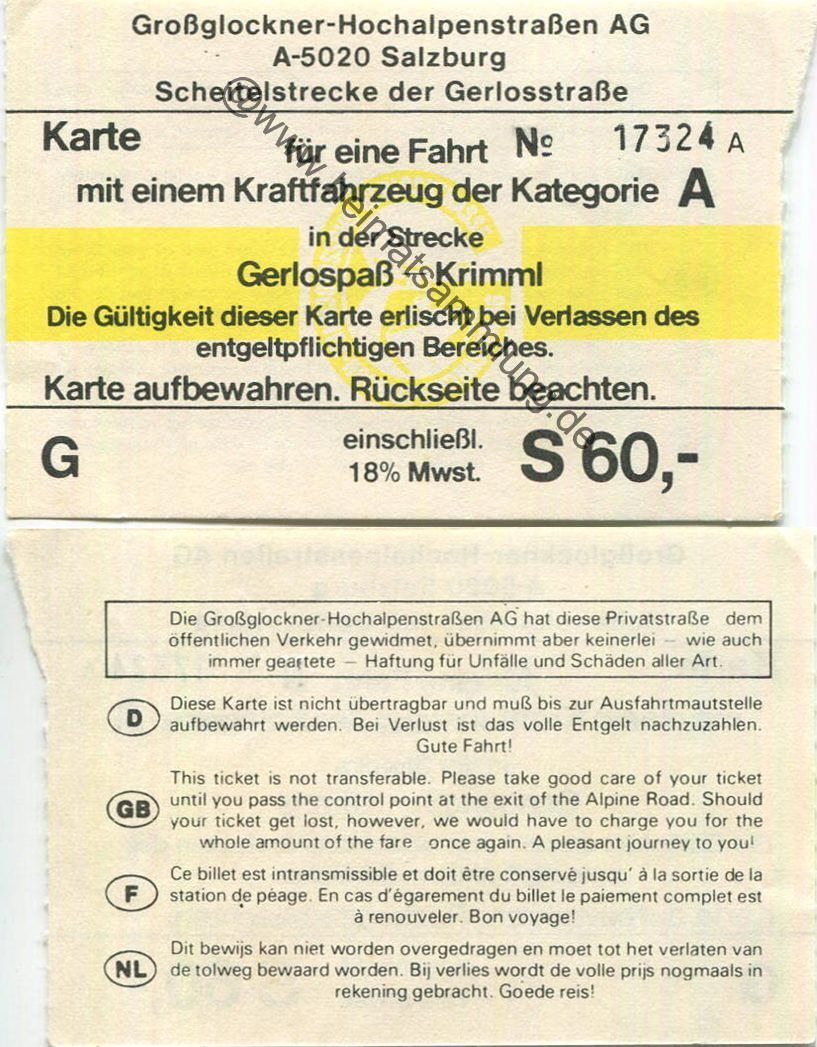 Großglockner-Hochalpenstraßen AG
A-5020 Salzburg
Scheitelstrecke der Gerlosstraße
Karte für eine Fahrt Nº 17324 A
mit einem Kraftfahrzeug der Kategorie A
in der Strecke
Gerlospaß – Krimml
Die Gültigkeit dieser Karte erlischt bei Verlassen des
entgeltpflichtigen Bereiches.
Karte aufbewahren. Rückseite beachten.
G einschließl. S 60,-
18% Mwst.
@www.heimatsammlung.de
Die Großglockner-Hochalpenstraßen AG hat diese Privatstraße dem
öffentlichen Verkehr gewidmet, übernimmt aber keinerlei – wie auch
immer geartete – Haftung für Unfälle und Schäden aller Art.
D
Diese Karte ist nicht übertragbar und muß bis zur Ausfahrtmautstelle
aufbewahrt werden. Bei Verlust ist das volle Entgelt nachzuzahlen.
Gute Fahrt!
GB
This ticket is not transferable. Please take good care of your ticket
until you pass the control point at the exit of the Alpine Road. Should
your ticket get lost, however, we would have to charge you for the
whole amount of the fare once again. A pleasant journey to you!
F
Ce billet est intransmissible et doit être conservé jusqu' à la sortie de la
station de péage. En cas d'égarement du billet le paiement complet est
à renouveler. Bon voyage!
NL
Dit bewijs kan niet worden overgedragen en moet tot het verlaten van
de tolweg bewaard worden. Bij verlies wordt de volle prijs nogmaals in
rekening gebracht. Goede reis!